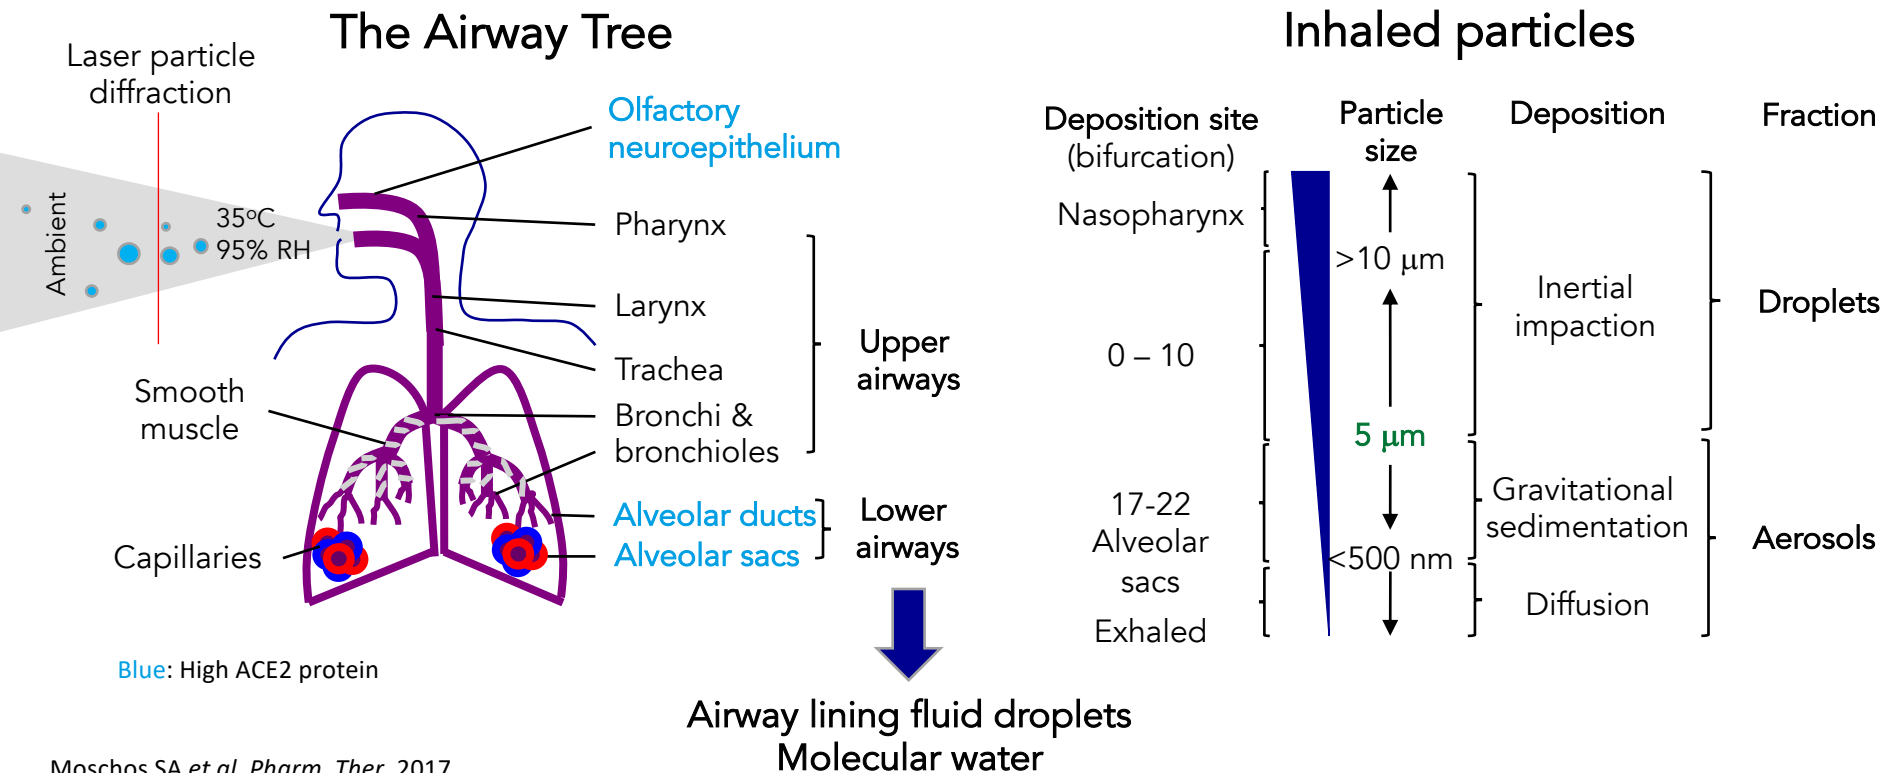 The Airway Tree
Laser particle
diffraction
Ambient
35ºC
95% RH
Olfactory
neuroepithelium
Pharynx
Larynx
Trachea
Bronchi &
bronchioles
Upper
airways
Smooth
muscle
Alveolar ducts
Alveolar sacs
Lower
airways
Capillaries
Blue: High ACE2 protein
Airway lining fluid droplets
Molecular water
Moschos SA et al. Pharm. Ther. 2017
Inhaled particles
Deposition site
(bifurcation)
Particle
size
Deposition
Fraction
Nasopharynx
>10 μm
Inertial
impaction
Droplets
0 – 10
5 μm
17-22
Alveolar
sacs
Gravitational
sedimentation
Aerosols
<500 nm
Diffusion
Exhaled